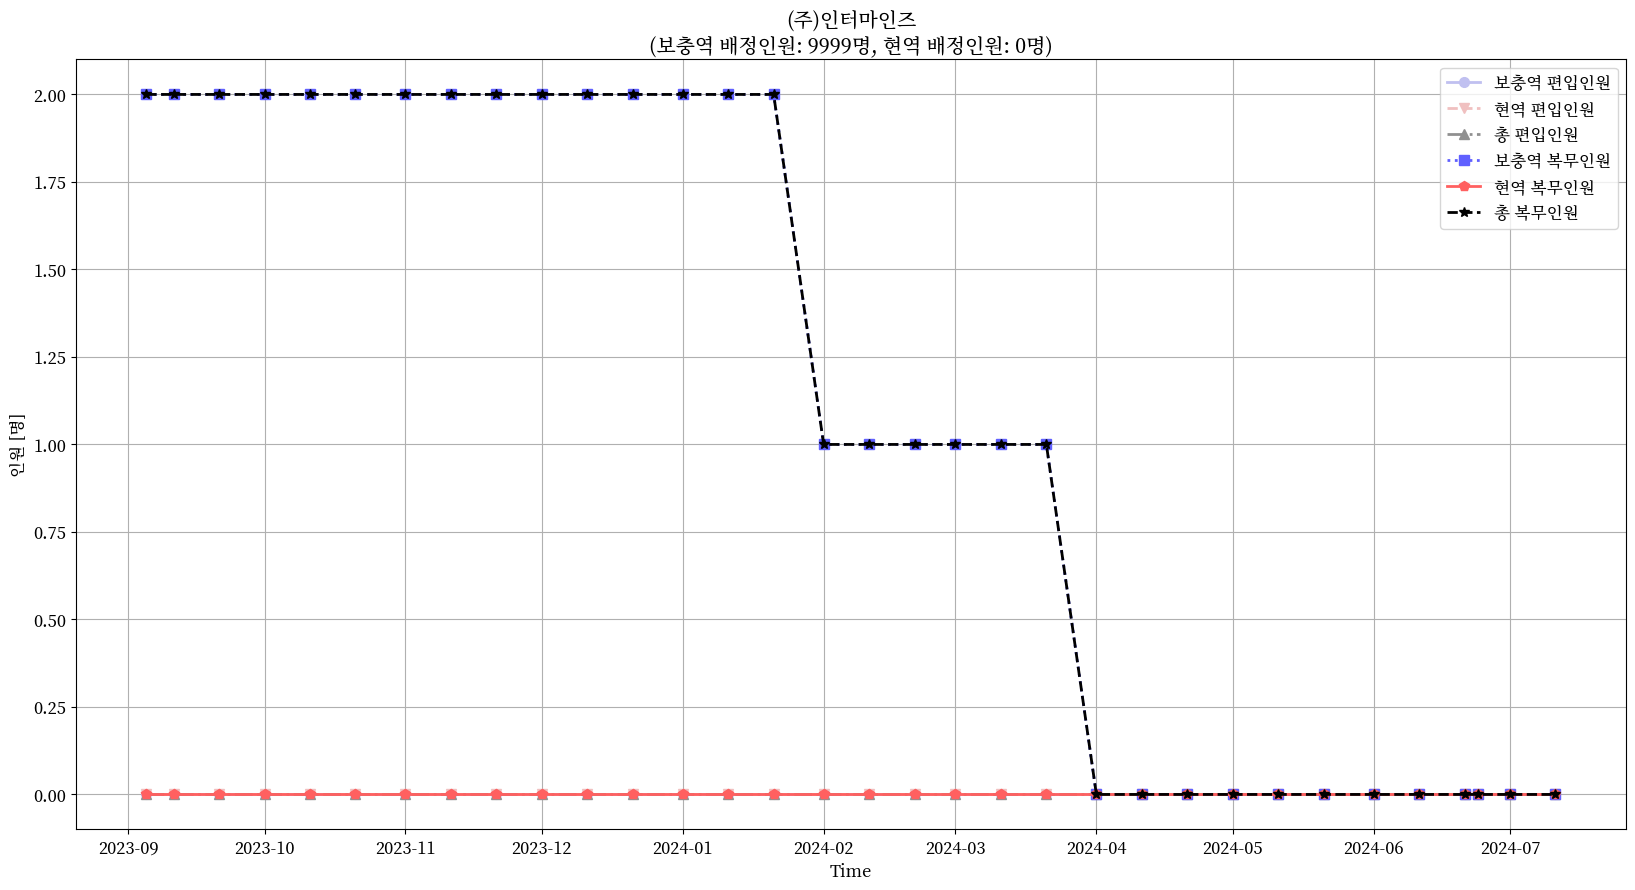 (주)인터마인즈
(보충역 배정인원: 9999명, 현역 배정인원: 0명)
보충역 편입인원
현역 편입인원
총 편입인원
보충역 복무인원
현역 복무인원
총 복무인원
인원 [명]
2.00
1.75
1.50
1.25
1.00
0.75
0.50
0.25
0.00
2023-09 2023-10 2023-11 2023-12 2024-01 2024-02 2024-03 2024-04 2024-05 2024-06 2024-07
Time